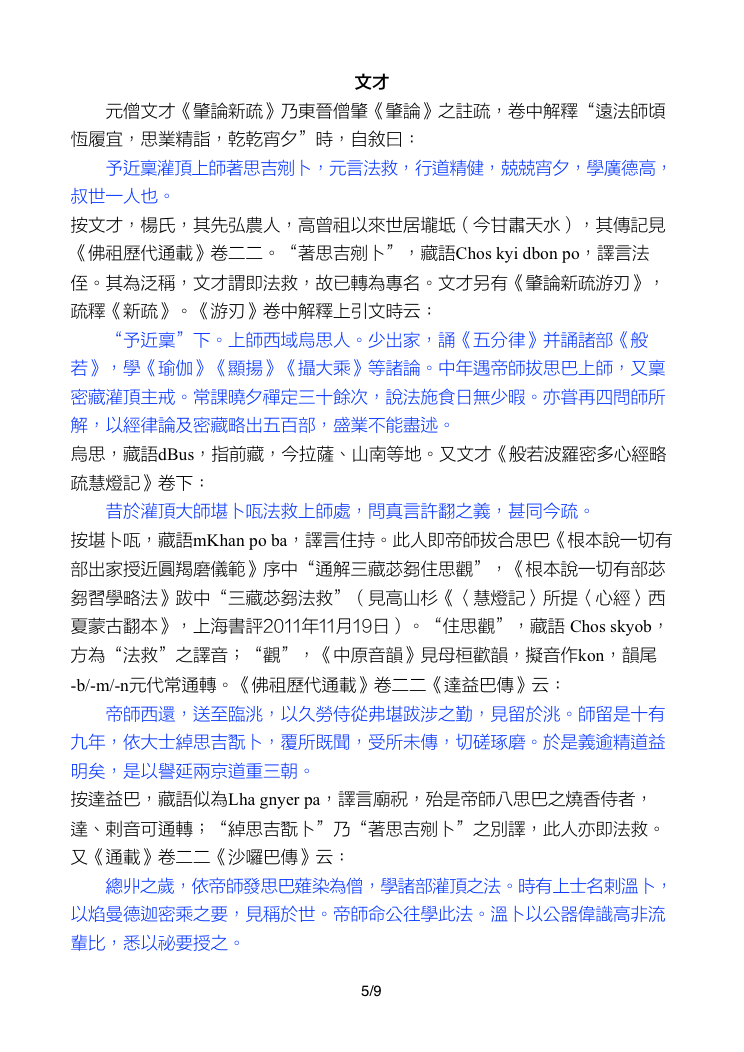 文才
元僧文才《肇論新疏》乃東晉僧肇《肇論》之註疏，卷中解釋“遠法師頃
恆履宜，思業精詣，乾乾宵夕”時，自敘曰：
予近稟灌頂上師著思吉剜卜，元言法救，行道精健，兢兢宵夕，學廣德高，
叔世一人也。
按文才，楊氏，其先弘農人，高曾祖以來世居壠坻（今甘肅天水），其傳記見
《佛祖歷代通載》卷二二。“著思吉剜卜”，藏語Chos kyi dbon po，譯言法
侄。其為泛稱，文才謂即法救，故已轉為專名。文才另有《肇論新疏游刃》，
疏釋《新疏》。《游刃》卷中解釋上引文時云：
“予近稟”下。上師西域烏思人。少出家，誦《五分律》并誦諸部《般
若》，學《瑜伽》《顯揚》《攝大乘》等諸論。中年遇帝師拔思巴上師，又稟
密藏灌頂主戒。常課曉夕禪定三十餘次，說法施食日無少暇。亦嘗再四問師所
解，以經律論及密藏略出五百部，盛業不能盡述。
烏思，藏語dBus，指前藏，今拉薩、山南等地。又文才《般若波羅密多心經略
疏慧燈記》卷下：
昔於灌頂大師堪卜呧法救上師處，問真言許翻之義，甚同今疏。
按堪卜呧，藏語mKhan po ba，譯言住持。此人即帝師拔合思巴《根本說一切有
部出家授近圓羯磨儀範》序中“通解三藏苾芻住思觀”，《根本說一切有部苾
芻習學略法》跋中“三藏苾芻法救”（見高山杉《〈慧燈記〉所提〈心經〉西
夏蒙古翻本》，上海書評2011年11月19日）。“住思觀”，藏語 Chos skyob，
方為“法救”之譯音；“觀”，《中原音韻》見母桓歡韻，擬音作kon，韻尾
-b/-m/-n元代常通轉。《佛祖歷代通載》卷二二《達益巴傳》云：
帝師西還，送至臨洮，以久勞侍從弗堪跋涉之勤，見留於洮。師留是十有
九年，依大士綽思吉翫卜，覆所既聞，受所未傳，切磋琢磨。於是義逾精道益
明矣，是以譽延兩京道重三朝。
按達益巴，藏語似為Lha gnyer pa，譯言廟祝，殆是帝師八思巴之燒香侍者，
達、剌音可通轉；“綽思吉翫卜”乃“著思吉剜卜”之別譯，此人亦即法救。
又《通載》卷二二《沙囉巴傳》云：
總丱之歲，依帝師發思巴薙染為僧，學諸部灌頂之法。時有上士名剌溫卜，
以焰曼德迦密乘之要，見稱於世。帝師命公往學此法。溫卜以公器偉識高非流
輩比，悉以祕要授之。
5/9